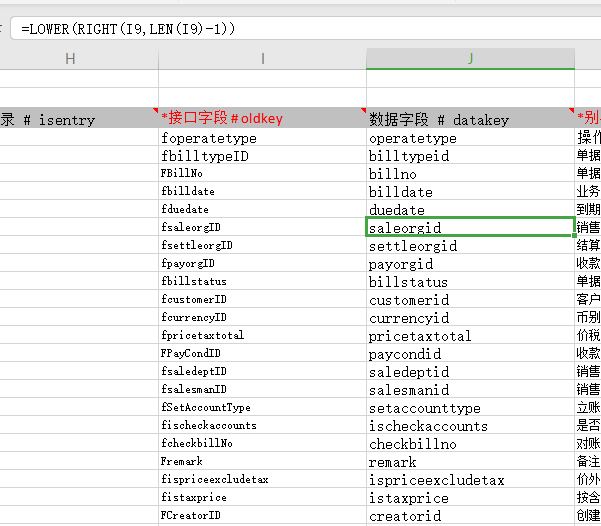 =LOWER(RIGHT(I9,LEN(I9)-1))
H I J
录 # isentry *接口字段#oldkey 数据字段 # datakey *别
foperatetype operatetype 操作
fbilltypeID billtypeid 单据
FBillNo billno 单据
fbilldate billdate 业务
fduedate duedate 到期
fsaleorgID saleorgid 销售
fsettleorgID settleorgid 结算
fpayorgID payorgid 收款
fbillstatus billstatus 单据
fcustomerID customerid 客户
fcurrencyID currencyid 币别
fpricetaxtotal pricetaxtotal 价税
FPayCondID paycondid 收款
fsaledeptID saledeptid 销售
fsalesmanID salesmanid 销售
fSetAccountType setaccounttype 立账
fischeckaccounts ischeckaccounts 是否
fcheckbillNo checkbillno 对账
Fremark remark 备注
fispriceexcludetax ispriceexcludetax 价外
fistaxprice istaxprice 按含
FCreatorID creatorid 创建